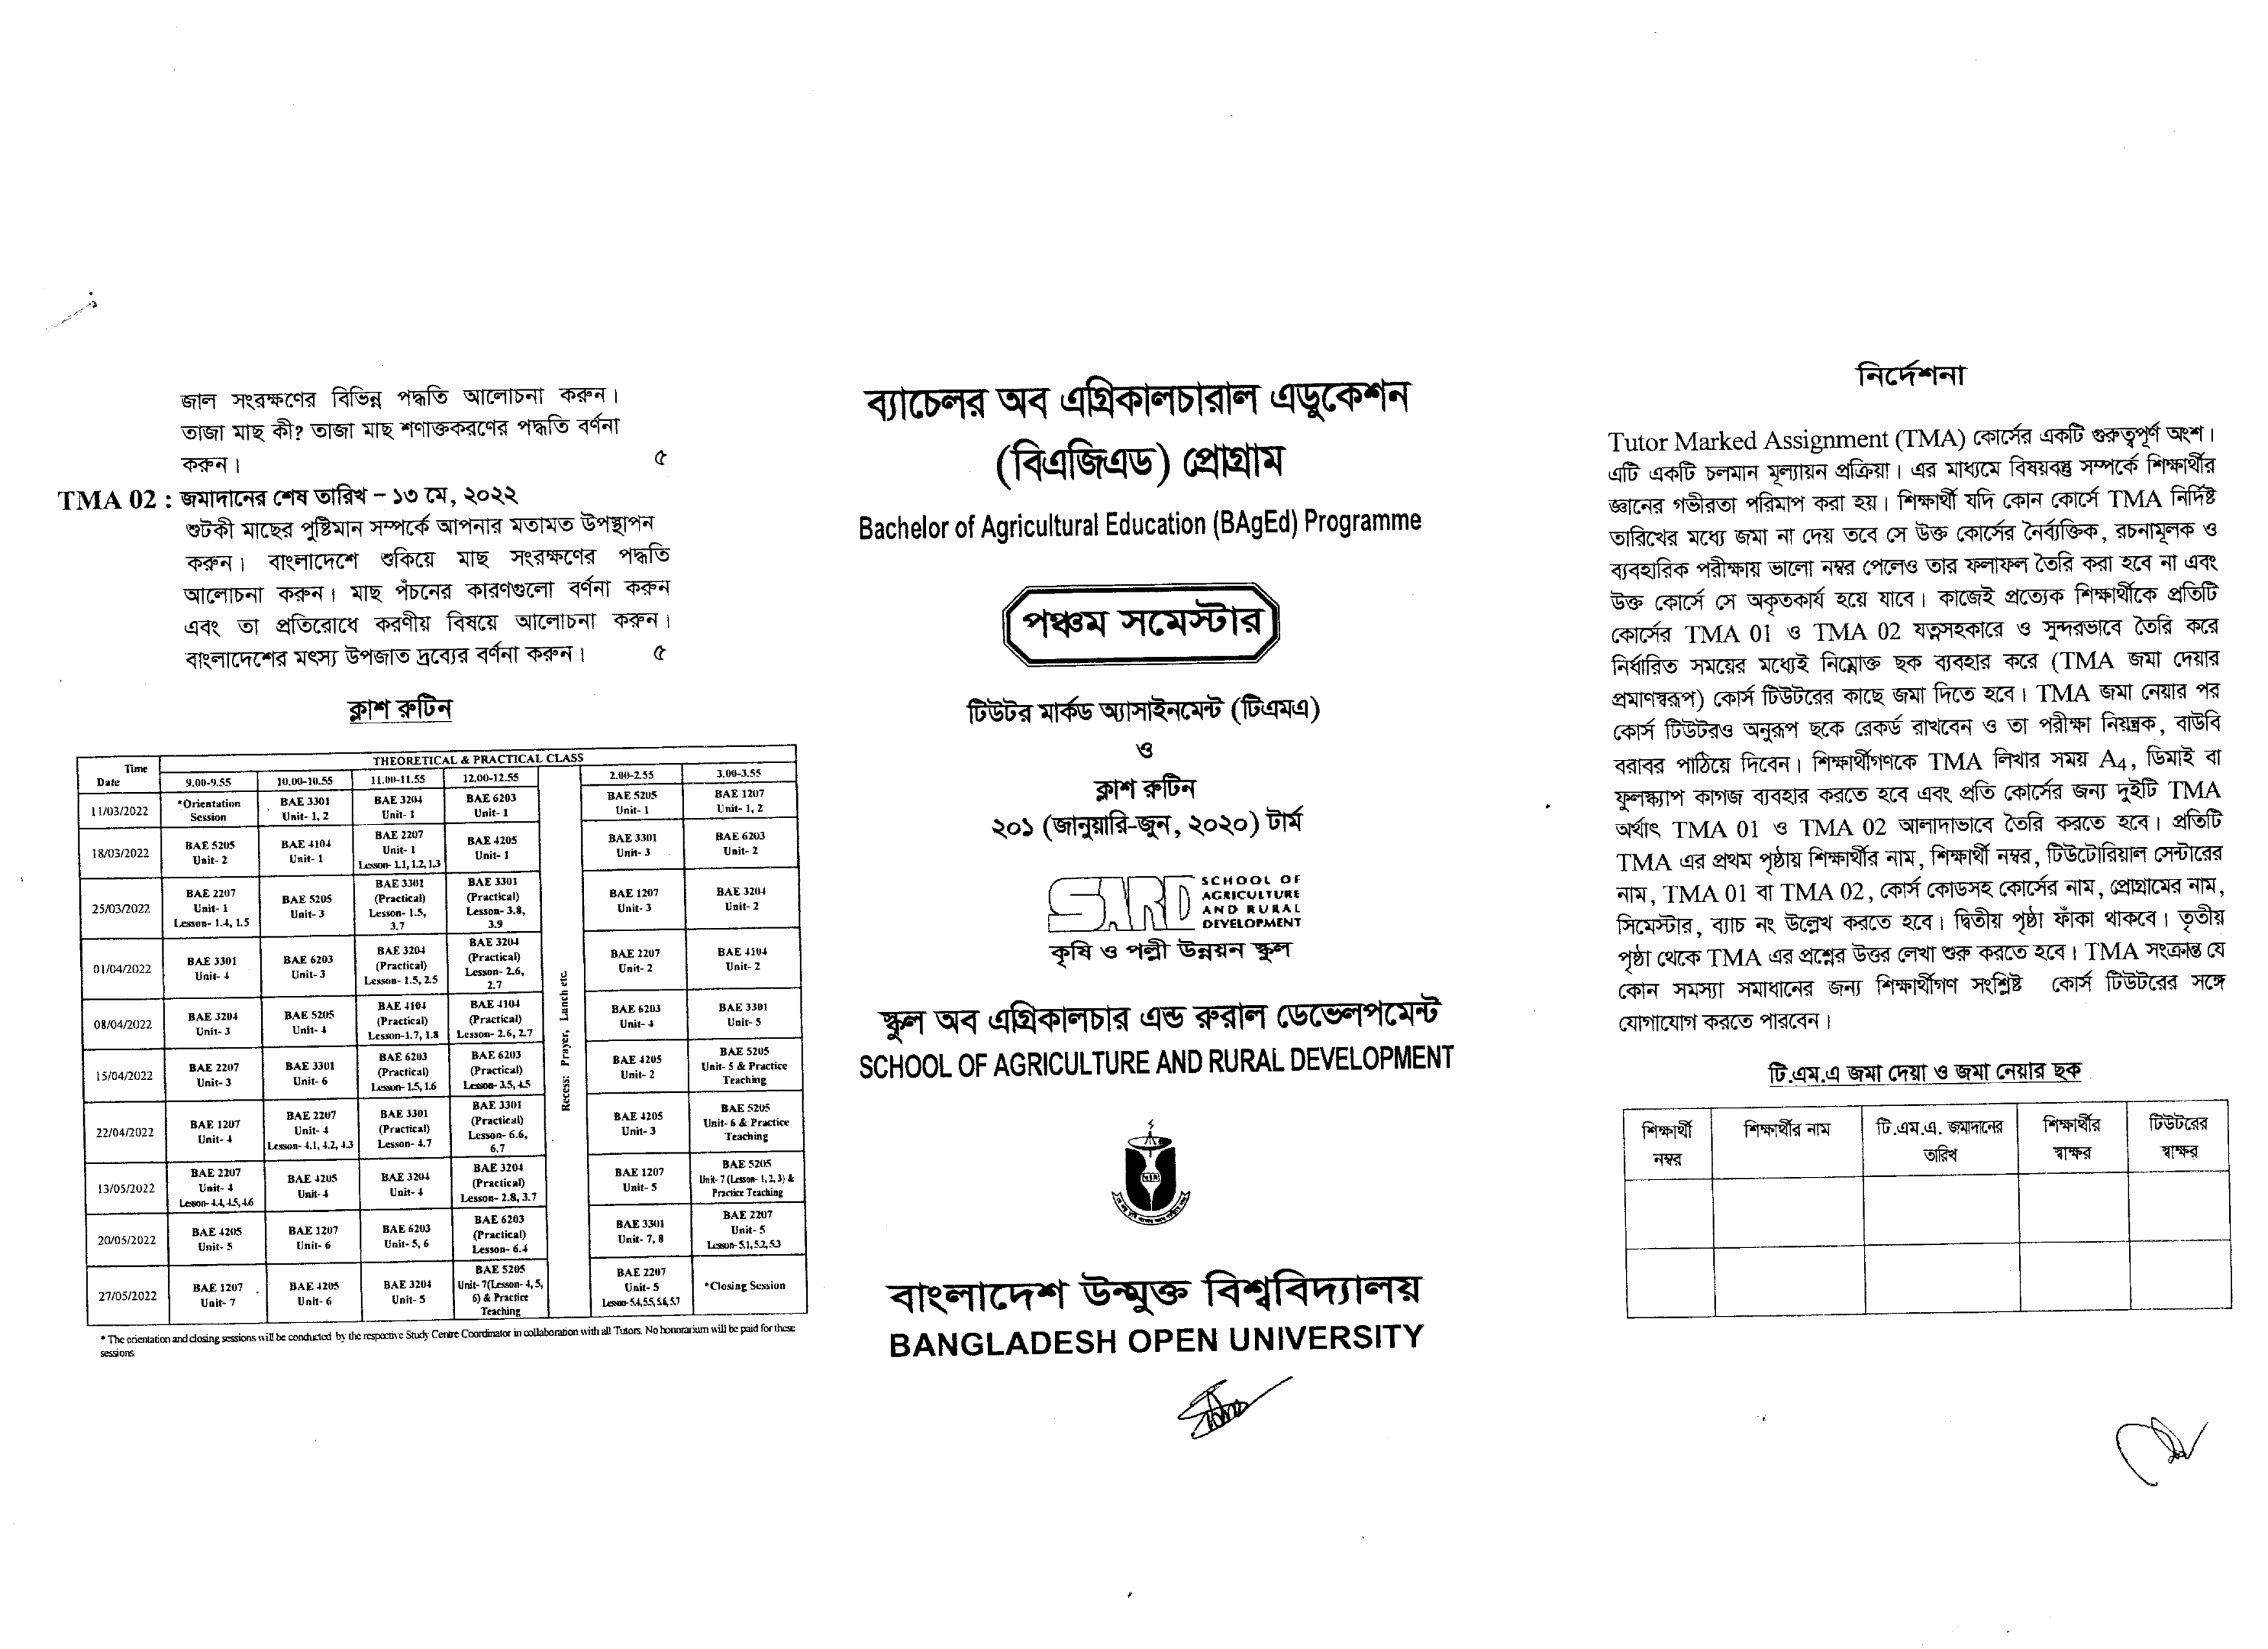 জাল সংরক্ষণের বিভিন্ন পদ্ধতি আলোচনা করুন।
তাজা মাছ কী? তাজা মাছ শণাক্তকরণের পদ্ধতি বর্ণনা
করুন। ৫
TMA 02 : জমাদানের শেষ তারিখ – ১৩ মে, ২০২২
শুটকী মাছের পুষ্টিমান সম্পর্কে আপনার মতামত উপস্থাপন
করুন। বাংলাদেশে শুকিয়ে মাছ সংরক্ষণের পদ্ধতি
আলোচনা করুন। মাছ পঁচনের কারণগুলো বর্ণনা করুন
এবং তা প্রতিরোধে করণীয় বিষয়ে আলোচনা করুন।
বাংলাদেশের মৎস্য উপজাত দ্রব্যের বর্ণনা করুন। ৫
ক্লাশ রুটিন
Time THEORETICAL & PRACTICAL CLASS
Date 9.00-9.55 10.00-10.55 11.00-11.55 12.00-12.55 2.00-2.55 3.00-3.55
11/03/2022 *Orientation BAE 3301 BAE 3204 BAE 6203 BAE 5205 BAE 1207
Session Unit- 1, 2 Unit- 1 Unit- 1 Unit- 1 Unit- 1, 2
18/03/2022 BAE 5205 BAE 4104 BAE 2207 BAE 4205 BAE 3301 BAE 6203
Unit- 2 Unit- 1 Unit- 1 Unit- 1 Unit- 3 Unit- 2
Lesson- 1.1, 1.2, 1.3
25/03/2022 BAE 2207 BAE 5205 BAE 3301 BAE 3301 BAE 1207 BAE 3204
Unit- 1 Unit- 3 (Practical) (Practical) Unit- 3 Unit- 2
Lesson- 1.4, 1.5 Lesson- 1.5, Lesson- 3.8,
3.7 3.9
01/04/2022 BAE 3301 BAE 6203 BAE 3204 BAE 3204 BAE 2207 BAE 4104
Unit- 4 Unit- 3 (Practical) (Practical) Unit- 2 Unit- 2
Lesson- 1.5, 2.5 Lesson- 2.6,
2.7
Recess: Prayer, Lunch etc.
08/04/2022 BAE 3204 BAE 5205 BAE 4104 BAE 4104 BAE 6203 BAE 3301
Unit- 3 Unit- 4 (Practical) (Practical) Unit- 4 Unit- 5
Lesson-1.7, 1.8 Lesson- 2.6, 2.7
15/04/2022 BAE 2207 BAE 3301 BAE 6203 BAE 6203 BAE 4205 BAE 5205
Unit- 3 Unit- 6 (Practical) (Practical) Unit- 2 Unit- 5 & Practice
Lesson- 1.5, 1.6 Lesson- 3.5, 4.5 Teaching
22/04/2022 BAE 1207 BAE 2207 BAE 3301 BAE 3301 BAE 4205 BAE 5205
Unit- 4 Unit- 4 (Practical) (Practical) Unit- 3 Unit- 6 & Practice
Lesson- 4.1, 4.2, 4.3 Lesson- 4.7 Lesson- 6.6, Teaching
6.7
13/05/2022 BAE 2207 BAE 4205 BAE 3204 BAE 3204 BAE 1207 BAE 5205
Unit- 4 Unit- 4 Unit- 4 (Practical) Unit- 5 Unit- 7 (Lesson- 1, 2, 3) &
Lesson- 4.4, 4.5, 4.6 Lesson- 2.8, 3.7 Practice Teaching
20/05/2022 BAE 4205 BAE 1207 BAE 6203 BAE 6203 BAE 3301 BAE 2207
Unit- 5 Unit- 6 Unit- 5, 6 (Practical) Unit- 7, 8 Unit- 5
Lesson- 6.4 Lesson- 5.1, 5.2, 5.3
27/05/2022 BAE 1207 BAE 4205 BAE 3204 BAE 5205 BAE 2207 *Closing Session
Unit- 7 Unit- 6 Unit- 5 Unit- 7(Lesson- 4, 5, Unit- 5
6) & Practice Lesson- 5.4, 5.5, 5.6, 5.7
Teaching
* The orientation and closing sessions will be conducted by the respective Study Centre Coordinator in collaboration with all Tutors. No honorarium will be paid for these
sessions.
ব্যাচেলর অব এগ্রিকালচারাল এডুকেশন
(বিএজিএড) প্রোগ্রাম
Bachelor of Agricultural Education (BAgEd) Programme
পঞ্চম সমেস্টার
টিউটর মার্কড অ্যাসাইনমেন্ট (টিএমএ)
ও
ক্লাশ রুটিন
২০১ (জানুয়ারি-জুন, ২০২০) টার্ম
SARD SCHOOL OF
AGRICULTURE
AND RURAL
DEVELOPMENT
কৃষি ও পল্লী উন্নয়ন স্কুল
স্কুল অব এগ্রিকালচার এন্ড রুরাল ডেভেলপমেন্ট
SCHOOL OF AGRICULTURE AND RURAL DEVELOPMENT
বাংলাদেশ উন্মুক্ত বিশ্ববিদ্যালয়
BANGLADESH OPEN UNIVERSITY
নির্দেশনা
Tutor Marked Assignment (TMA) কোর্সের একটি গুরুত্বপূর্ণ অংশ।
এটি একটি চলমান মূল্যায়ন প্রক্রিয়া। এর মাধ্যমে বিষয়বস্তু সম্পর্কে শিক্ষার্থীর
জ্ঞানের গভীরতা পরিমাপ করা হয়। শিক্ষার্থী যদি কোন কোর্সে TMA নির্দিষ্ট
তারিখের মধ্যে জমা না দেয় তবে সে উক্ত কোর্সের নৈর্ব্যক্তিক, রচনামূলক ও
ব্যবহারিক পরীক্ষায় ভালো নম্বর পেলেও তার ফলাফল তৈরি করা হবে না এবং
উক্ত কোর্সে সে অকৃতকার্য হয়ে যাবে। কাজেই প্রত্যেক শিক্ষার্থীকে প্রতিটি
কোর্সের TMA 01 ও TMA 02 যত্নসহকারে ও সুন্দরভাবে তৈরি করে
নির্ধারিত সময়ের মধ্যেই নিম্নোক্ত ছক ব্যবহার করে (TMA জমা দেয়ার
প্রমাণস্বরূপ) কোর্স টিউটরের কাছে জমা দিতে হবে। TMA জমা নেয়ার পর
কোর্স টিউটরও অনুরূপ ছকে রেকর্ড রাখবেন ও তা পরীক্ষা নিয়ন্ত্রক, বাউবি
বরাবর পাঠিয়ে দিবেন। শিক্ষার্থীগণকে TMA লিখার সময় A4, ডিমাই বা
ফুলস্ক্যাপ কাগজ ব্যবহার করতে হবে এবং প্রতি কোর্সের জন্য দুইটি TMA
অর্থাৎ TMA 01 ও TMA 02 আলাদাভাবে তৈরি করতে হবে। প্রতিটি
TMA এর প্রথম পৃষ্ঠায় শিক্ষার্থীর নাম, শিক্ষার্থী নম্বর, টিউটোরিয়াল সেন্টারের
নাম, TMA 01 বা TMA 02, কোর্স কোডসহ কোর্সের নাম, প্রোগ্রামের নাম,
সিমেস্টার, ব্যাচ নং উল্লেখ করতে হবে। দ্বিতীয় পৃষ্ঠা ফাঁকা থাকবে। তৃতীয়
পৃষ্ঠা থেকে TMA এর প্রশ্নের উত্তর লেখা শুরু করতে হবে। TMA সংক্রান্ত যে
কোন সমস্যা সমাধানের জন্য শিক্ষার্থীগণ সংশ্লিষ্ট কোর্স টিউটরের সঙ্গে
যোগাযোগ করতে পারবেন।
টি.এম.এ জমা দেয়া ও জমা নেয়ার ছক
শিক্ষার্থী শিক্ষার্থীর নাম টি.এম.এ. জমাদানের শিক্ষার্থীর টিউটরের
নম্বর তারিখ স্বাক্ষর স্বাক্ষর